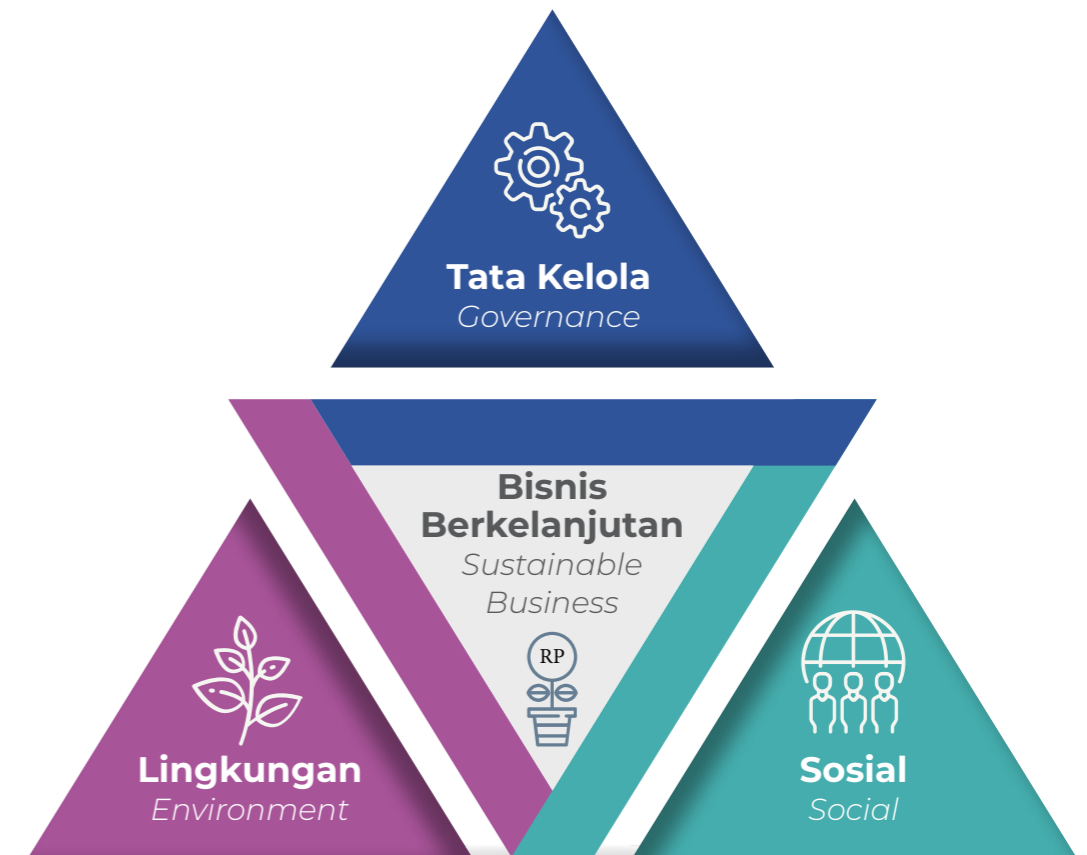 Tata Kelola
Governance
Bisnis
Berkelanjutan
Sustainable
Business
RP
Lingkungan
Environment
Sosial
Social